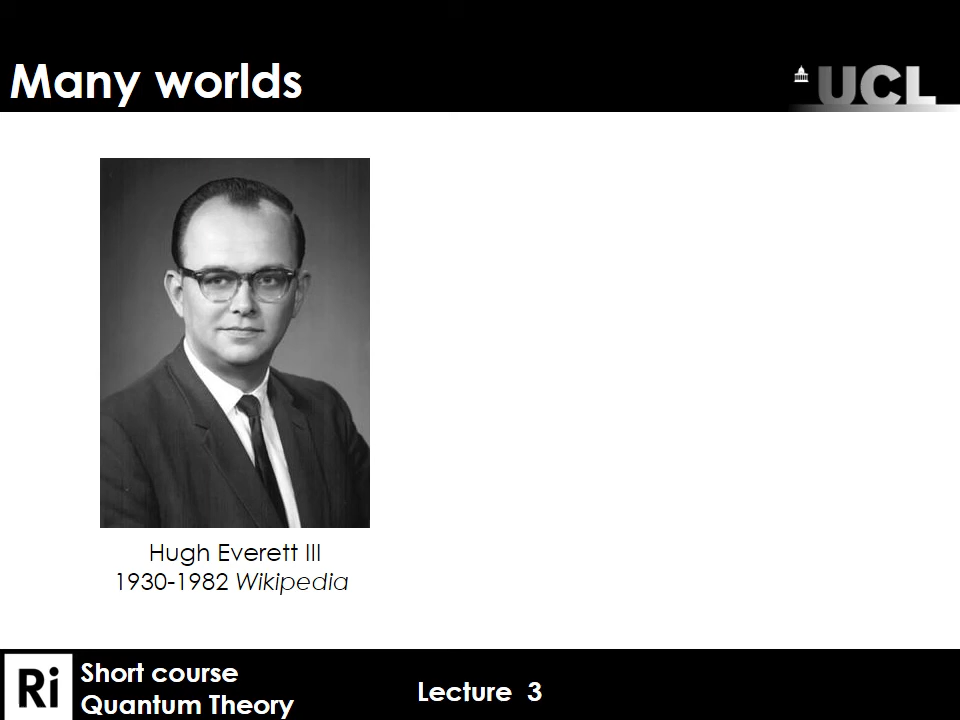 Many worlds
UCL
Hugh Everett III
1930-1982 Wikipedia
Ri
Short course
Quantum Theory
Lecture 3